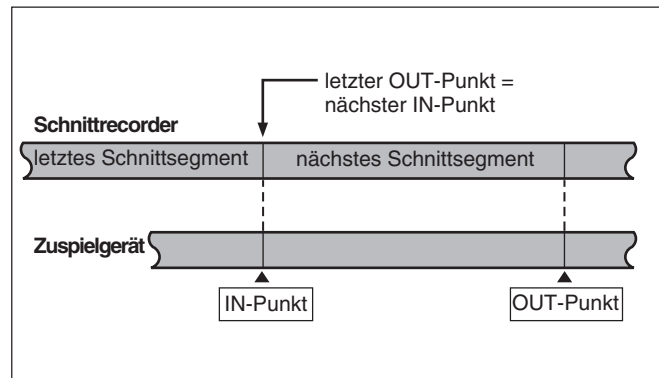 letzter OUT-Punkt =
nächster IN-Punkt
Schnittrecorder
letztes Schnittsegment
nächstes Schnittsegment
Zuspielgerät
IN-Punkt
OUT-Punkt